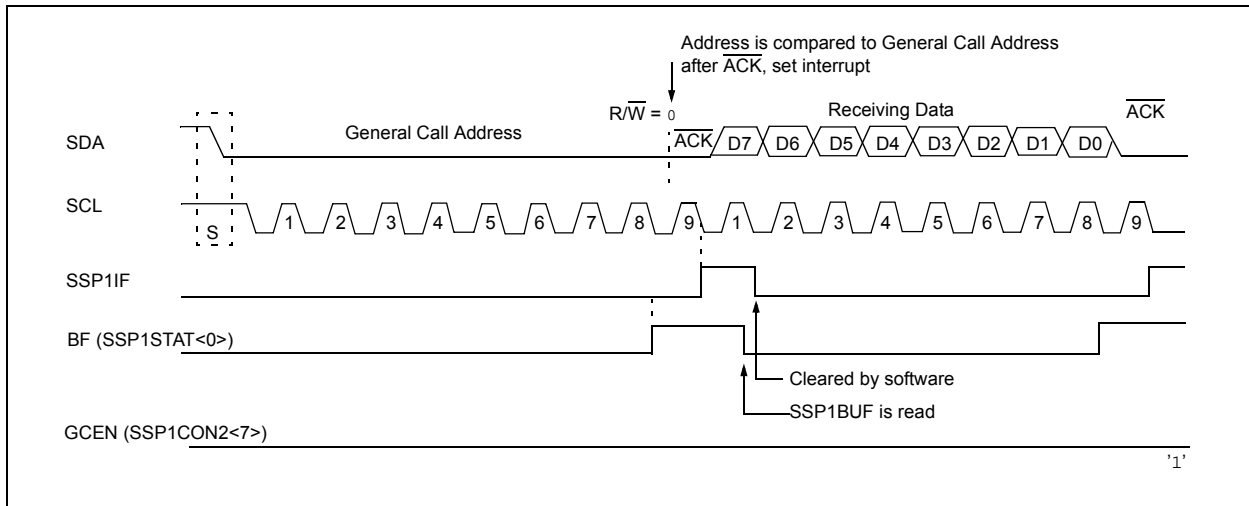 Address is compared to General Call Address
after ACK, set interrupt
R/W = 0
General Call Address
Receiving Data
ACK
SDA
ACK
D7 D6 D5 D4 D3 D2 D1 D0
SCL
S
1 2 3 4 5 6 7 8 9 1 2 3 4 5 6 7 8 9
SSP1IF
BF (SSP1STAT<0>)
Cleared by software
SSP1BUF is read
GCEN (SSP1CON2<7>)
'1'